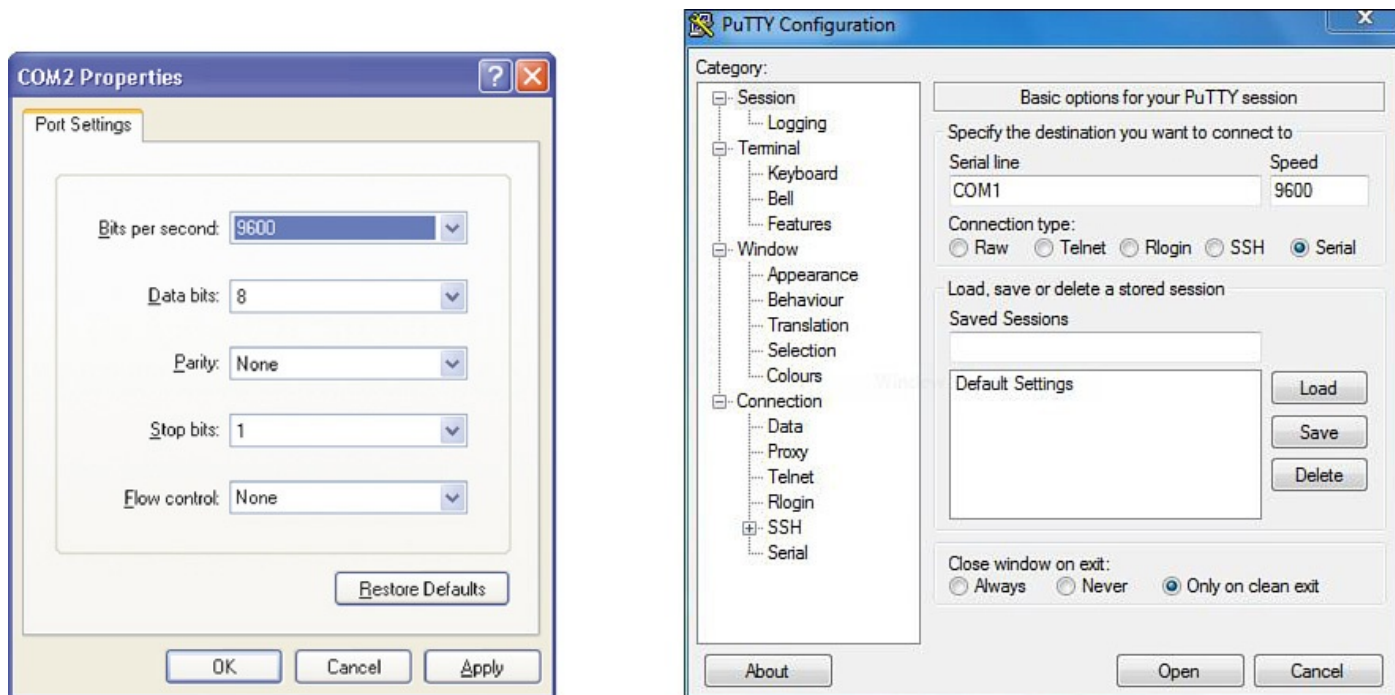 COM2 Properties
Port Settings
Bits per second: 9600
Data bits: 8
Parity: None
Stop bits: 1
Flow control: None
Restore Defaults
OK Cancel Apply
PuTTY Configuration
Category:
Session
Logging
Terminal
Keyboard
Bell
Features
Window
Appearance
Behaviour
Translation
Selection
Colours
Connection
Data
Proxy
Telnet
Rlogin
SSH
Serial
Basic options for your PuTTY session
Specify the destination you want to connect to
Serial line Speed
COM1 9600
Connection type:
Raw Telnet Rlogin SSH Serial
Load, save or delete a stored session
Saved Sessions
Default Settings
Load
Save
Delete
Close window on exit:
Always Never Only on clean exit
About Open Cancel